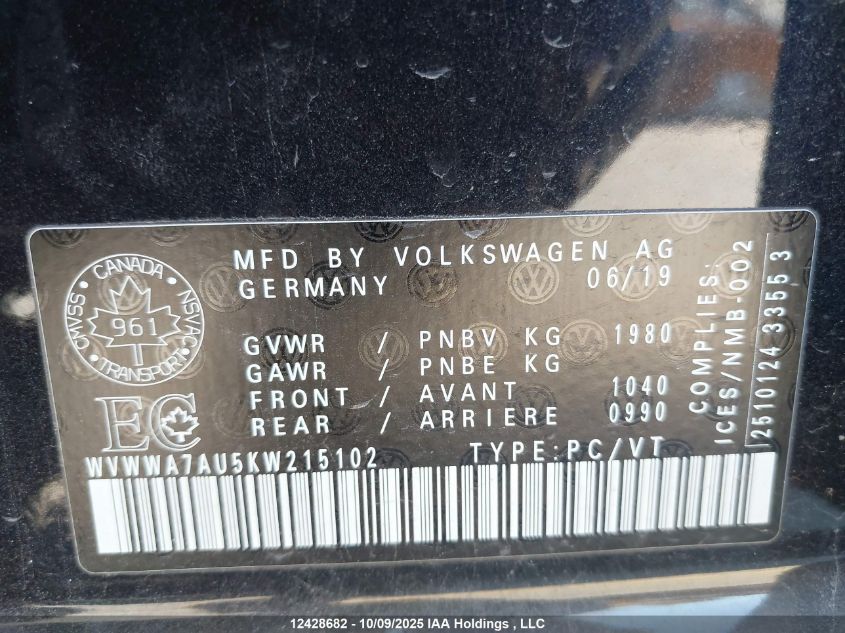 MFD BY VOLKSWAGEN AG
GERMANY 06/19
CANADA
CMVSS NSVAC
961
TRANSPORT
GVWR / PNBV KG 1980
GAWR / PNBE KG
FRONT / AVANT 1040
REAR / ARRIERE 0990
EC
WVWWA7AU5KW215102 TYPE:PC/VT
COMPLIES:
ICES/NMB-002
2510124 3355 3
12428682 - 10/09/2025 IAA Holdings , LLC